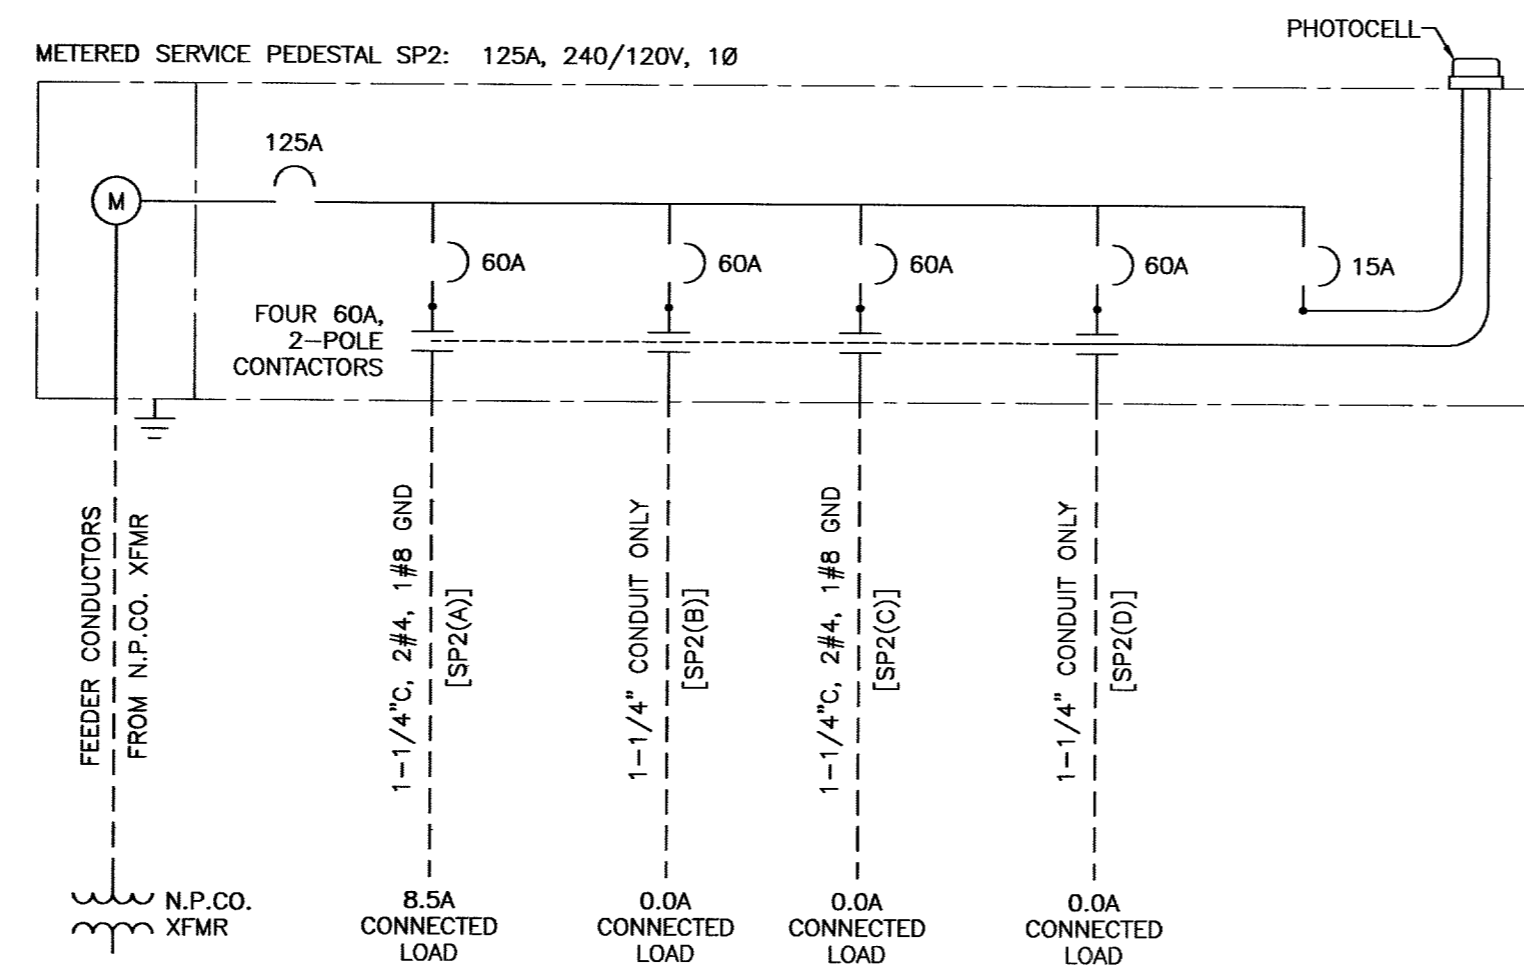 PHOTOCELL
METERED SERVICE PEDESTAL SP2: 125A, 240/120V, 1Ø
125A
M
60A
60A
60A
60A
15A
FOUR 60A,
2-POLE
CONTACTORS
FEEDER CONDUCTORS
FROM N.P.CO. XFMR
1-1/4"C, 2#4, 1#8 GND
[SP2(A)]
1-1/4" CONDUIT ONLY
[SP2(B)]
1-1/4"C, 2#4, 1#8 GND
[SP2(C)]
1-1/4" CONDUIT ONLY
[SP2(D)]
N.P.CO.
XFMR
8.5A
CONNECTED
LOAD
0.0A
CONNECTED
LOAD
0.0A
CONNECTED
LOAD
0.0A
CONNECTED
LOAD